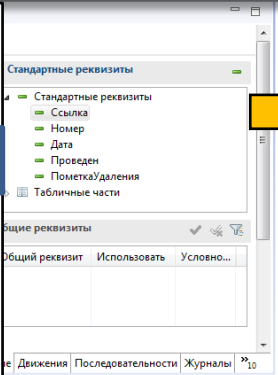 Стандартные реквизиты
Стандартные реквизиты
Ссылка
Номер
Дата
Проведен
ПометкаУдаления
Табличные части
бщие реквизиты
Общий реквизит Использовать Условно...
е Движения Последовательности Журналы »10